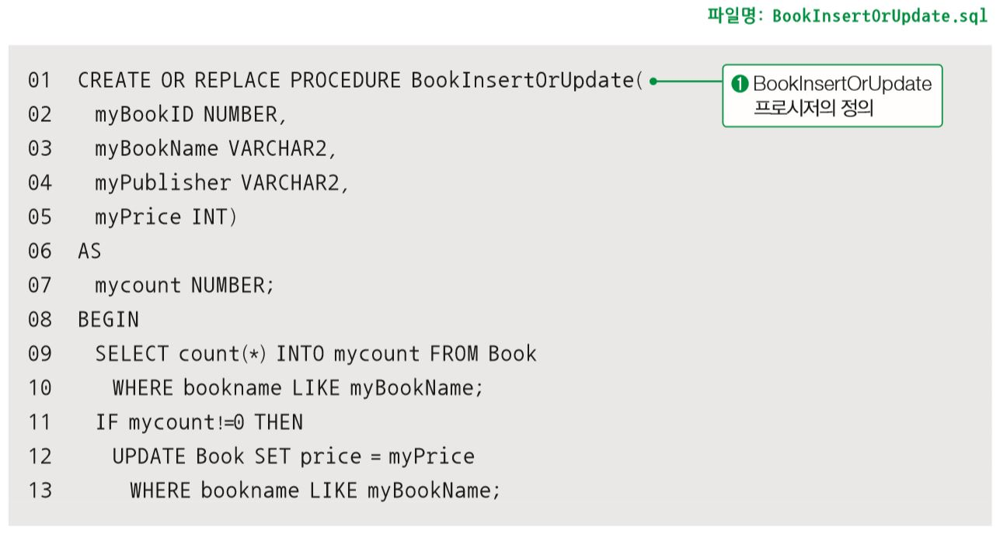 파일명: BookInsertOrUpdate.sql
01 CREATE OR REPLACE PROCEDURE BookInsertOrUpdate(
❶ BookInsertOrUpdate
프로시저의 정의
02 myBookID NUMBER,
03 myBookName VARCHAR2,
04 myPublisher VARCHAR2,
05 myPrice INT)
06 AS
07 mycount NUMBER;
08 BEGIN
09 SELECT count(*) INTO mycount FROM Book
10 WHERE bookname LIKE myBookName;
11 IF mycount!=0 THEN
12 UPDATE Book SET price = myPrice
13 WHERE bookname LIKE myBookName;